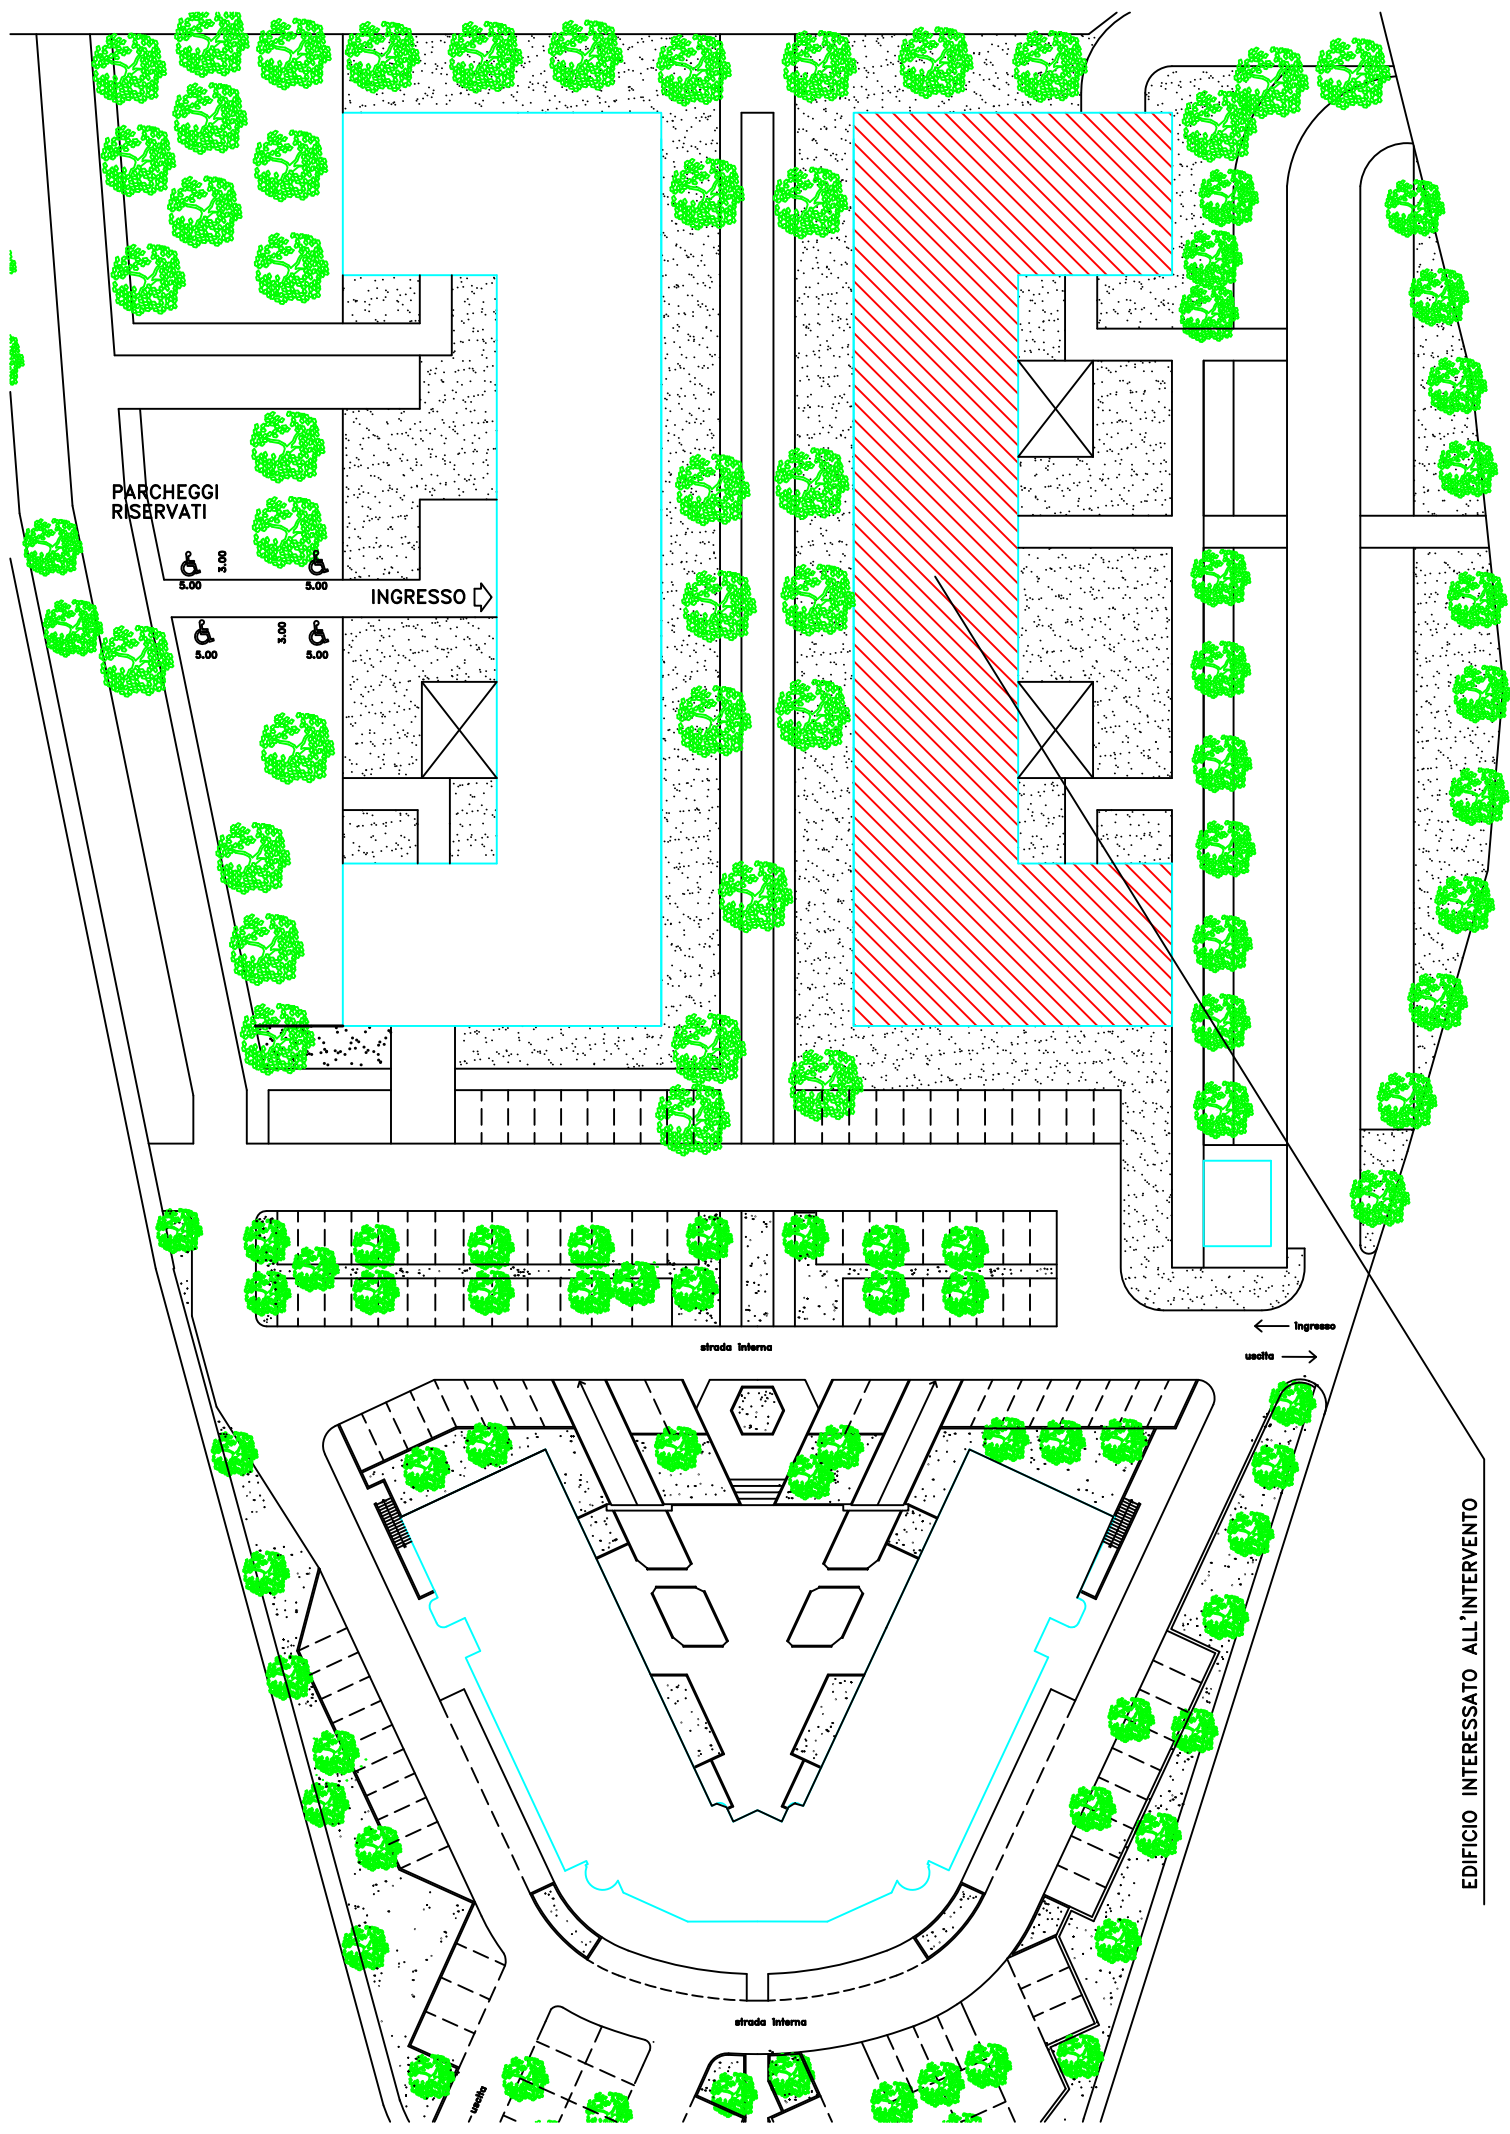 PARCHEGGI
RISERVATI
3.00
5.00
5.00
INGRESSO
3.00
5.00
5.00
strada interna
ingresso
uscita
EDIFICIO INTERESSATO ALL'INTERVENTO
strada interna
uscita